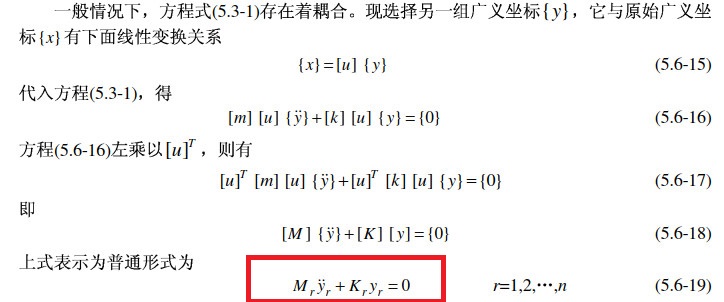 一般情况下，方程式(5.3-1)存在着耦合。现选择另一组广义坐标{y}，它与原始广义坐
标{x}有下面线性变换关系
{x}=[u] {y} (5.6-15)
代入方程(5.3-1)，得
[m] [u] {ÿ}+[k] [u] {y}={0} (5.6-16)
方程(5.6-16)左乘以[u]^T，则有
[u]^T [m] [u] {ÿ}+[u]^T [k] [u] {y}={0} (5.6-17)
即
[M] {ÿ}+[K] [y]={0} (5.6-18)
上式表示为普通形式为
M_r ÿ_r + K_r y_r = 0 r=1,2,⋯,n (5.6-19)